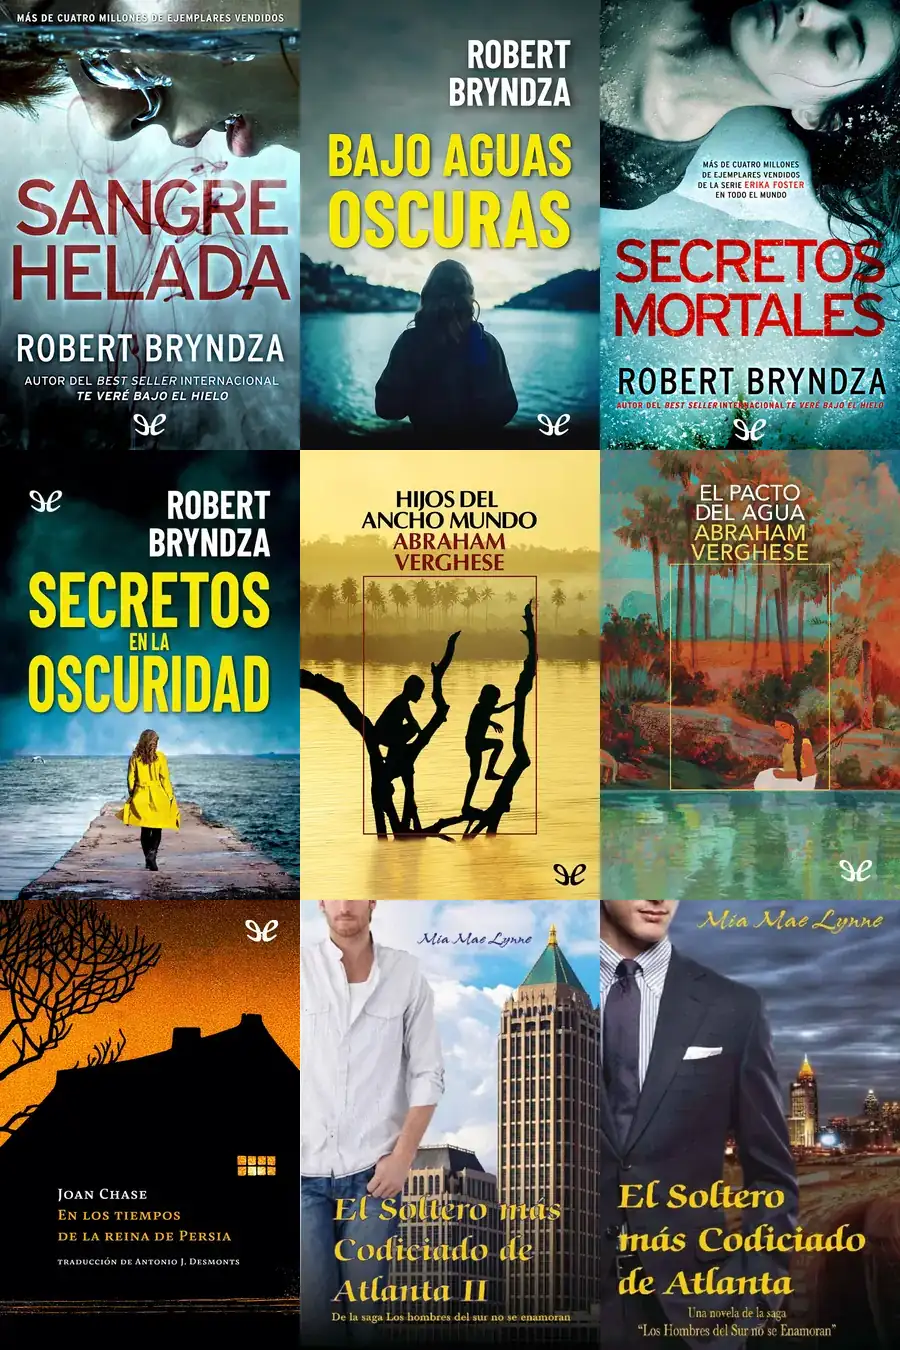 MÁS DE CUATRO MILLONES DE EJEMPLARES VENDIDOS
SANGRE
HELADA
ROBERT BRYNDZA
AUTOR DEL BEST SELLER INTERNACIONAL
TE VERÉ BAJO EL HIELO
ROBERT
BRYNDZA
BAJO AGUAS
OSCURAS
MÁS DE CUATRO MILLONES
DE EJEMPLARES VENDIDOS
DE LA SERIE ERIKA FOSTER
EN TODO EL MUNDO
SECRETOS
MORTALES
ROBERT BRYNDZA
AUTOR DEL BEST SELLER INTERNACIONAL TE VERÉ BAJO EL HIELO
ROBERT
BRYNDZA
SECRETOS
EN LA
OSCURIDAD
HIJOS DEL
ANCHO MUNDO
ABRAHAM
VERGHESE
EL PACTO
DEL AGUA
ABRAHAM
VERGHESE
JOAN CHASE
EN LOS TIEMPOS
DE LA REINA DE PERSIA
TRADUCCIÓN DE ANTONIO J. DESMONTS
Mia Mae Lynne
El Soltero más
Codiciado de
Atlanta II
De la saga Los hombres del sur no se enamoran
Mia Mae Lynne
El Soltero
más Codiciado
de Atlanta
Una novela de la saga
“Los Hombres del Sur no se Enamoran”